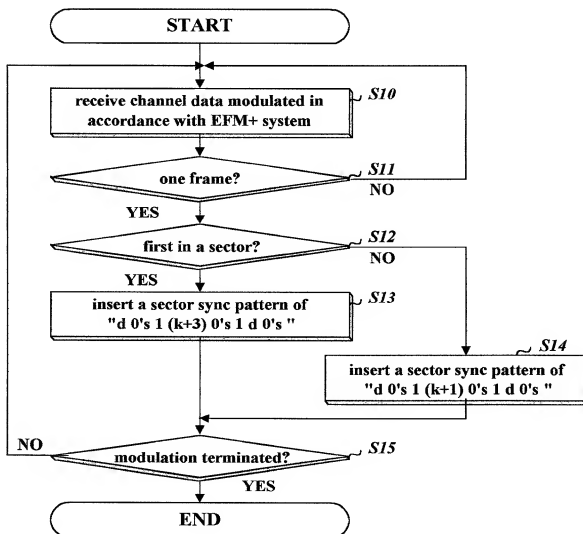 START
S10
receive channel data modulated in
accordance with EFM+ system
S11
one frame?
NO
YES
S12
first in a sector?
NO
YES
S13
insert a sector sync pattern of
"d 0's 1 (k+3) 0's 1 d 0's "
S14
insert a sector sync pattern of
"d 0's 1 (k+1) 0's 1 d 0's "
NO
S15
modulation terminated?
YES
END